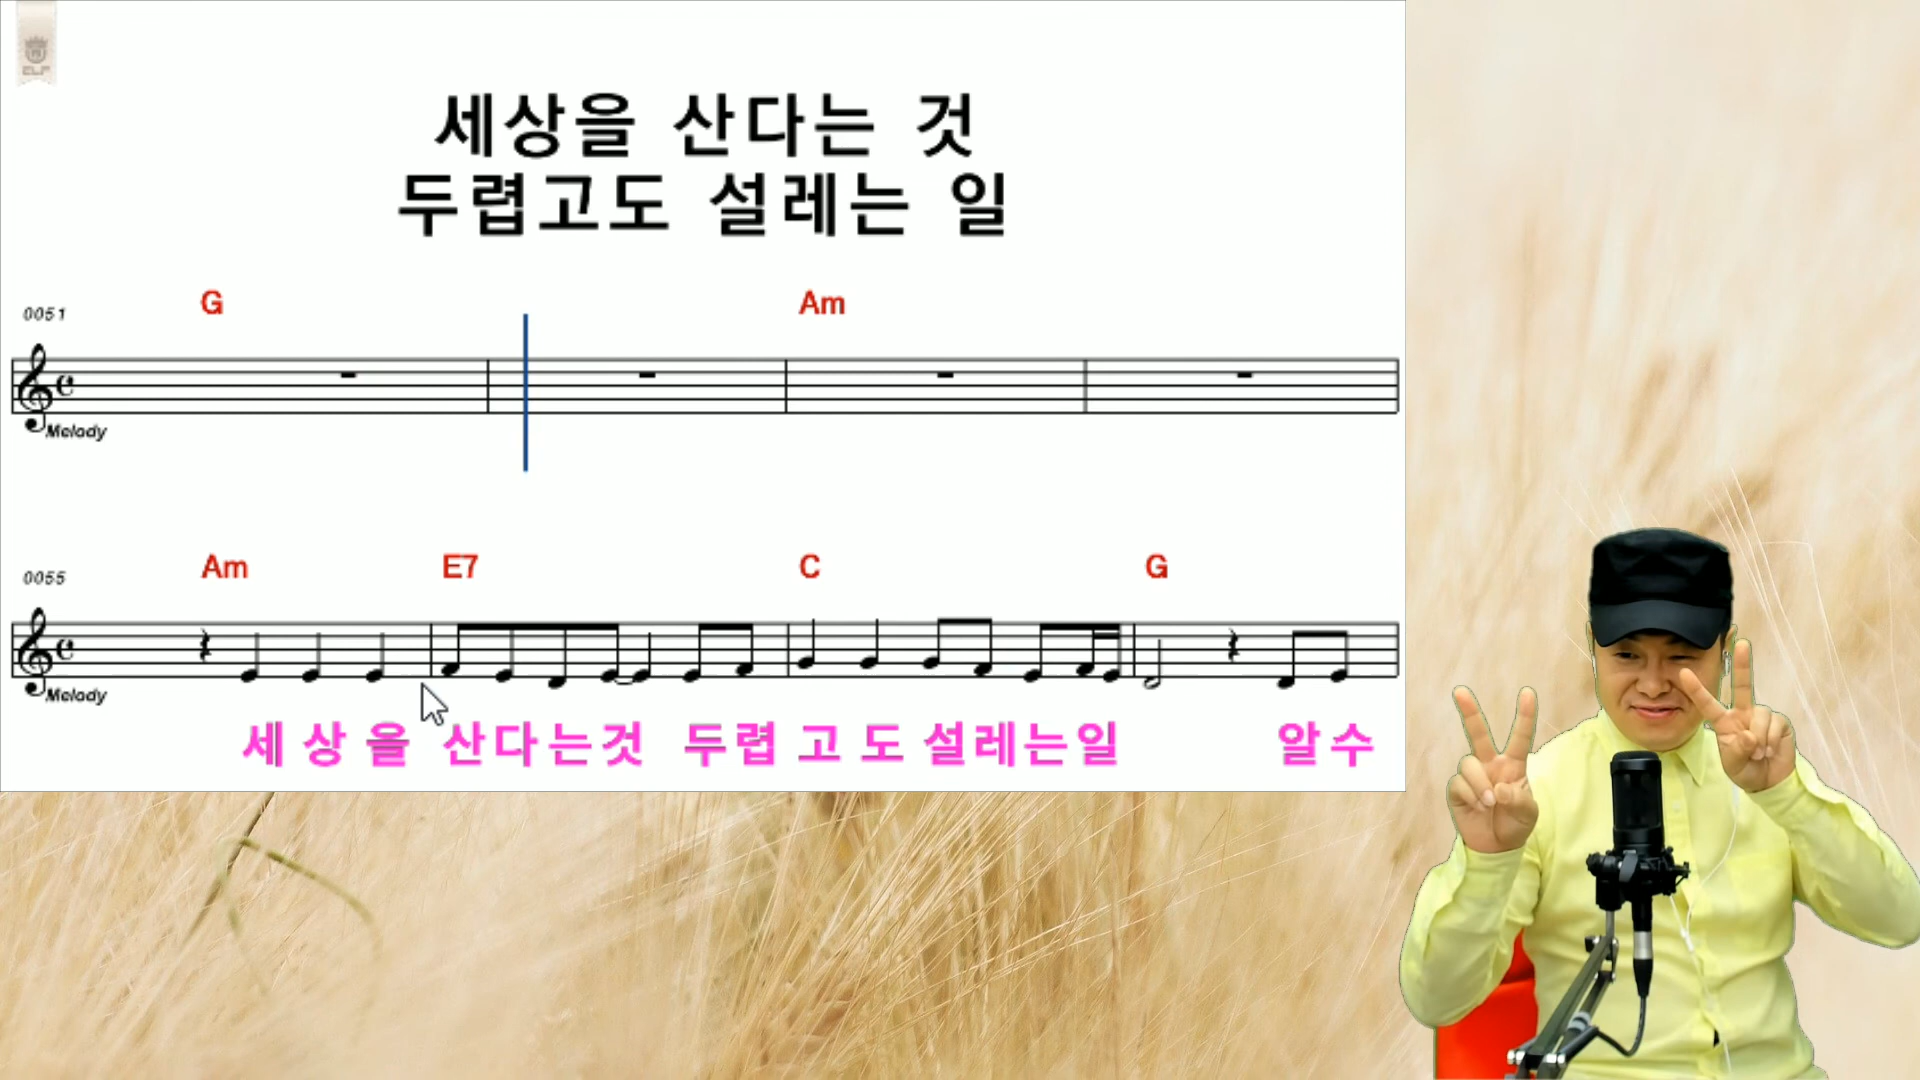 세상을 산다는 것
두렵고도 설레는 일
G Am
0051
Melody
Am E7 C G
0055
Melody
세상을 산다는것 두렵고도 설레는일 알수